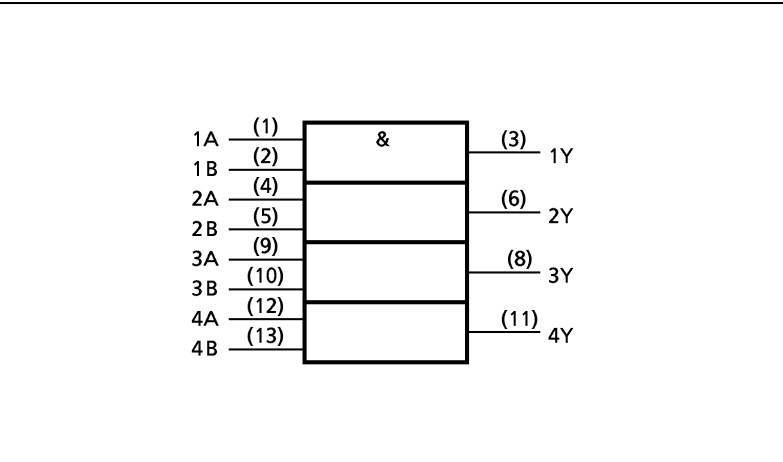 1A (1) & (3) 1Y
1B (2)
2A (4) (6) 2Y
2B (5)
3A (9) (8) 3Y
3B (10)
4A (12) (11) 4Y
4B (13)